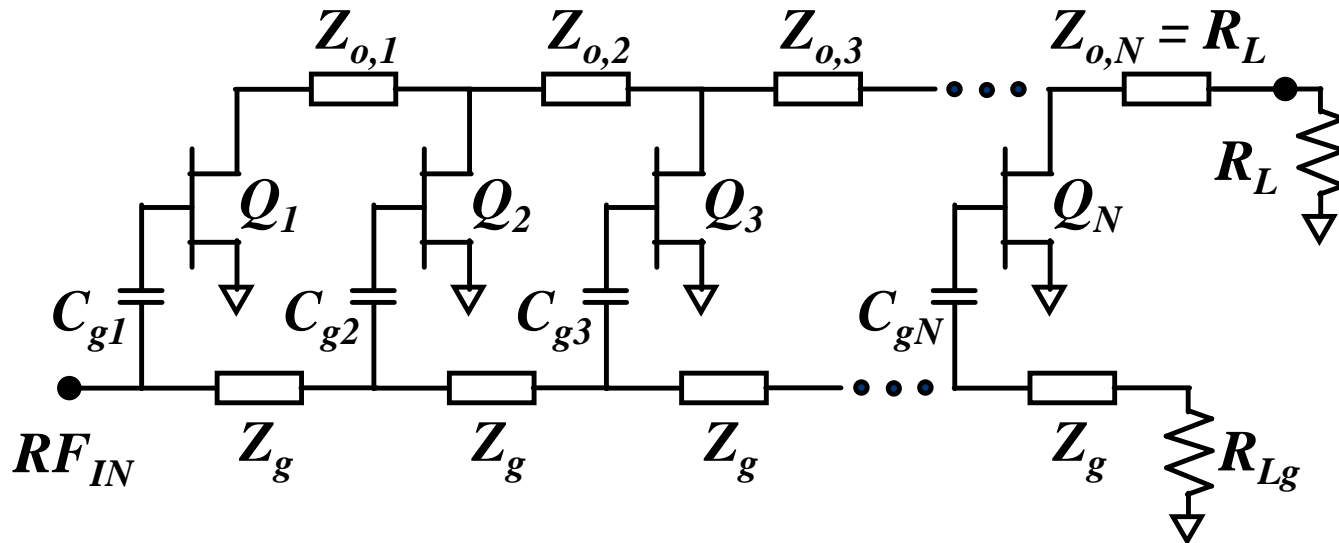 Z_{o,1} Z_{o,2} Z_{o,3} Z_{o,N} = R_L
R_L
Q_1 Q_2 Q_3 Q_N
C_{g1} C_{g2} C_{g3} C_{gN}
Z_g Z_g Z_g Z_g
RF_{IN} R_{Lg}